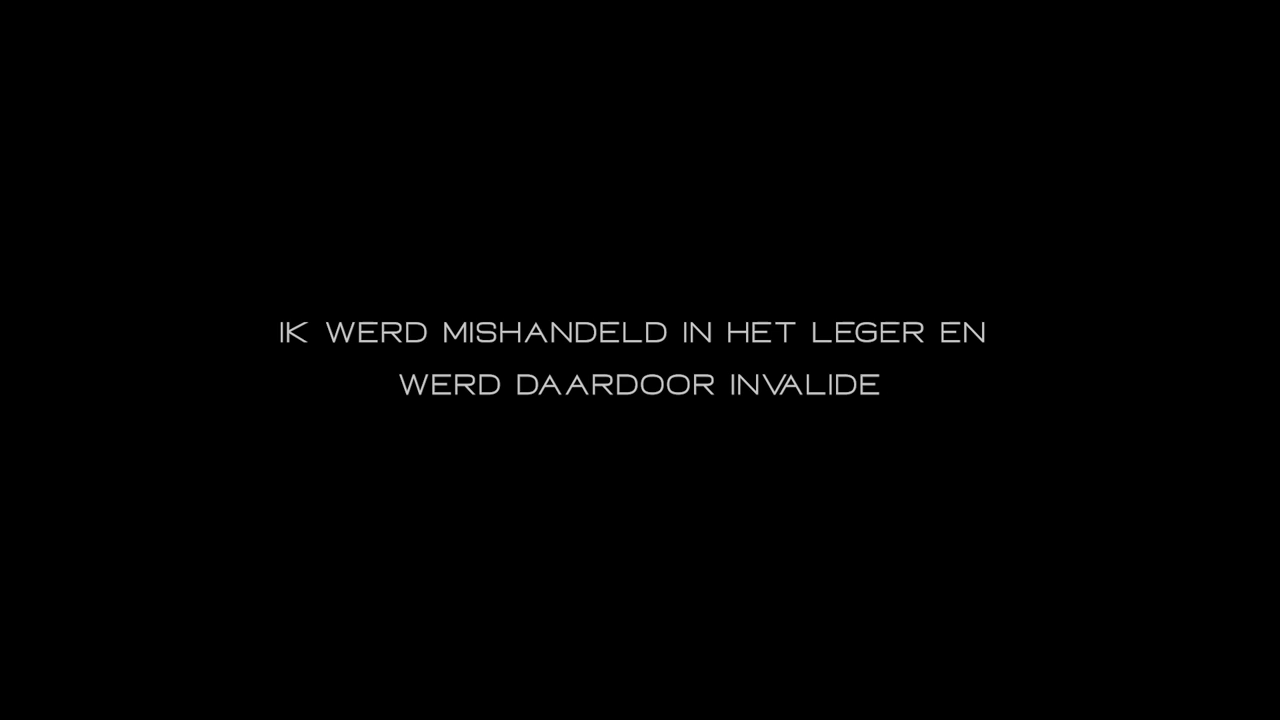 IK WERD MISHANDELD IN HET LEGER EN
WERD DAARDOOR INVALIDE